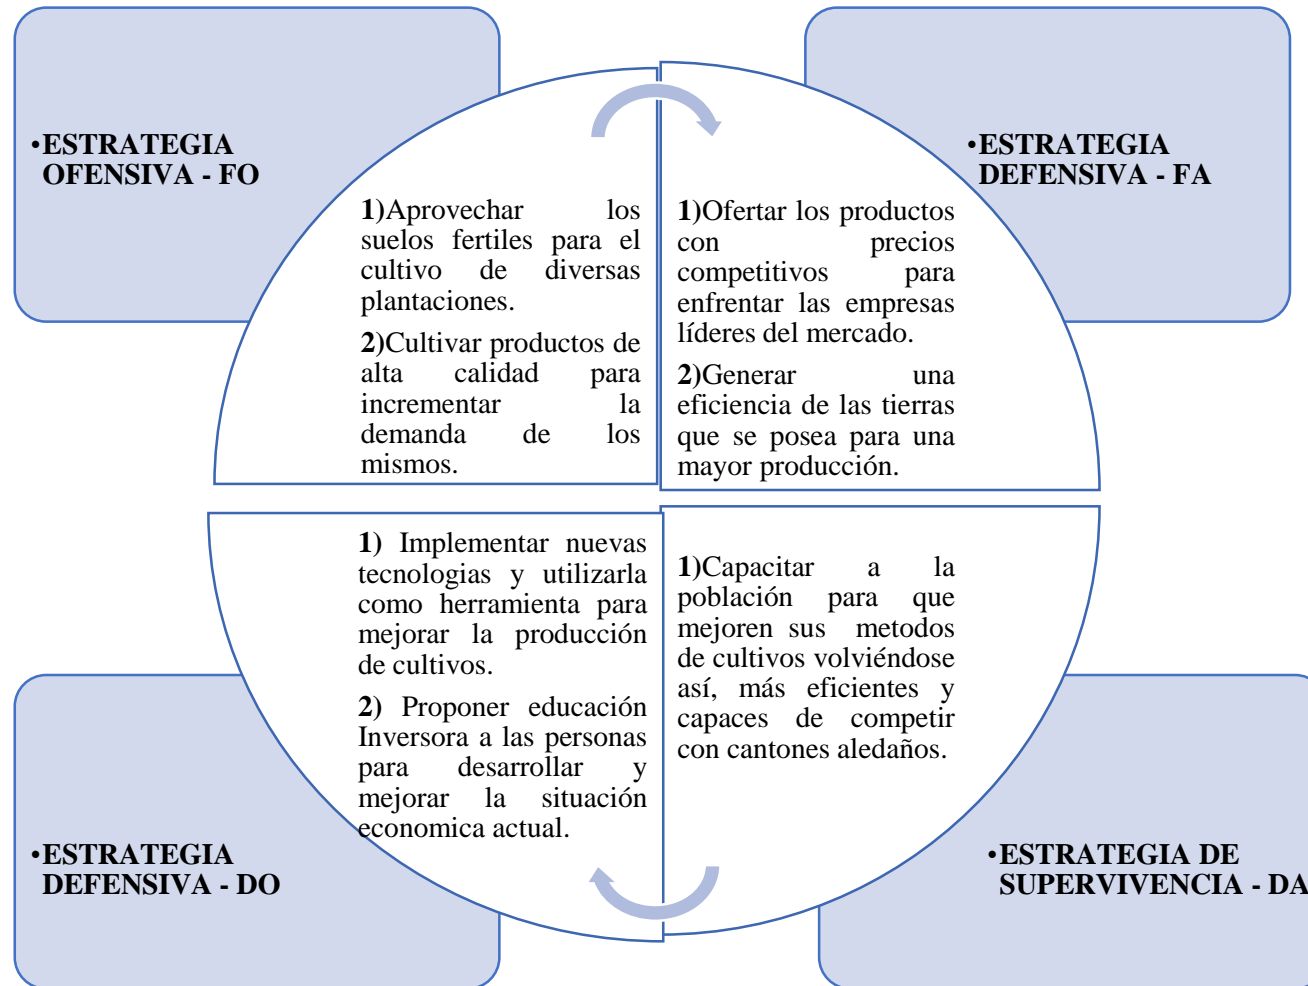 •ESTRATEGIA
OFENSIVA - FO
1)Aprovechar los
suelos fertiles para el
cultivo de diversas
plantaciones.
2)Cultivar productos de
alta calidad para
incrementar la
demanda de los
mismos.
•ESTRATEGIA
DEFENSIVA - FA
1)Ofertar los productos
con precios
competitivos para
enfrentar las empresas
líderes del mercado.
2)Generar una
eficiencia de las tierras
que se posea para una
mayor producción.
1) Implementar nuevas
tecnologias y utilizarla
como herramienta para
mejorar la producción
de cultivos.
2) Proponer educación
Inversora a las personas
para desarrollar y
mejorar la situación
economica actual.
•ESTRATEGIA
DEFENSIVA - DO
1)Capacitar a la
población para que
mejoren sus metodos
de cultivos volviéndose
así, más eficientes y
capaces de competir
con cantones aledaños.
•ESTRATEGIA DE
SUPERVIVENCIA - DA